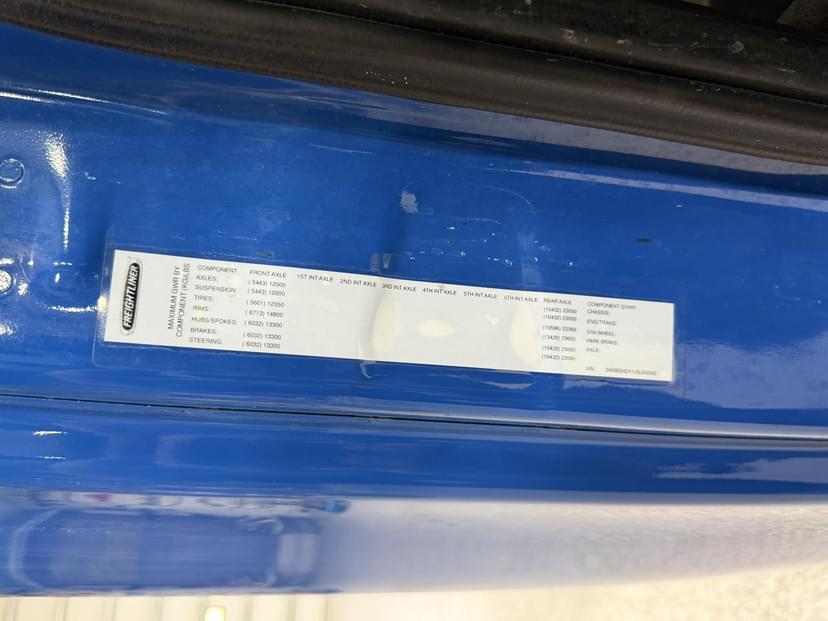 FREIGHTLINER
MAXIMUM GWR BY
COMPONENT (KG)LBS
COMPONENT FRONT AXLE 1ST INT AXLE 2ND INT AXLE 3RD INT AXLE 4TH INT AXLE 5TH INT AXLE 6TH INT AXLE REAR AXLE COMPONENT GVWR:
AXLES: ( 5443) 12000 (10432) 23000 CHASSIS:
SUSPENSION: ( 5443) 12000 (10432) 23000 ENG-TRANS:
TIRES: ( 5601) 12350 (10596) 23360 5TH WHEEL:
RIMS: ( 6713) 14800 (13426) 29600 PARK BRAKE:
HUBS/SPOKES: ( 6032) 13300 (10432) 23000 AXLE:
BRAKES: ( 6032) 13300 (10432) 23000
STEERING: ( 6032) 13300
VIN: